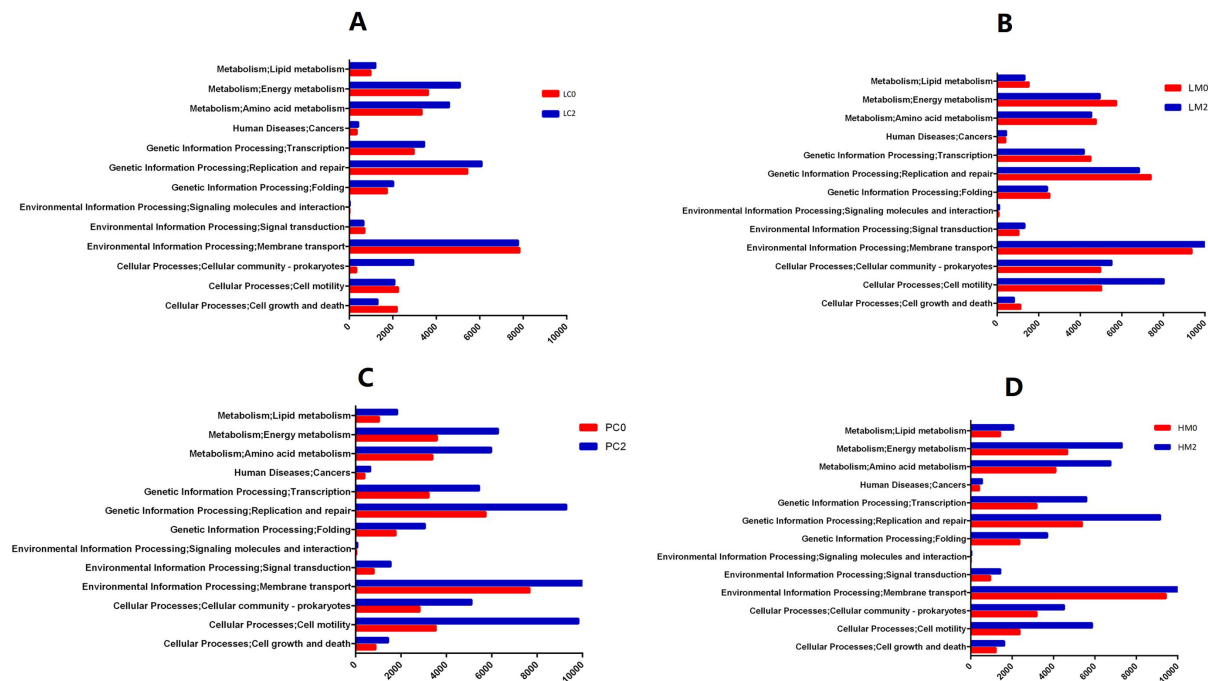 A
Metabolism;Lipid metabolism
Metabolism;Energy metabolism
Metabolism;Amino acid metabolism
Human Diseases;Cancers
Genetic Information Processing;Transcription
Genetic Information Processing;Replication and repair
Genetic Information Processing;Folding
Environmental Information Processing;Signaling molecules and interaction
Environmental Information Processing;Signal transduction
Environmental Information Processing;Membrane transport
Cellular Processes;Cellular community - prokaryotes
Cellular Processes;Cell motility
Cellular Processes;Cell growth and death
0 2000 4000 6000 8000 10000
LC0
LC2
B
Metabolism;Lipid metabolism
Metabolism;Energy metabolism
Metabolism;Amino acid metabolism
Human Diseases;Cancers
Genetic Information Processing;Transcription
Genetic Information Processing;Replication and repair
Genetic Information Processing;Folding
Environmental Information Processing;Signaling molecules and interaction
Environmental Information Processing;Signal transduction
Environmental Information Processing;Membrane transport
Cellular Processes;Cellular community - prokaryotes
Cellular Processes;Cell motility
Cellular Processes;Cell growth and death
0 2000 4000 6000 8000 10000
LM0
LM2
C
Metabolism;Lipid metabolism
Metabolism;Energy metabolism
Metabolism;Amino acid metabolism
Human Diseases;Cancers
Genetic Information Processing;Transcription
Genetic Information Processing;Replication and repair
Genetic Information Processing;Folding
Environmental Information Processing;Signaling molecules and interaction
Environmental Information Processing;Signal transduction
Environmental Information Processing;Membrane transport
Cellular Processes;Cellular community - prokaryotes
Cellular Processes;Cell motility
Cellular Processes;Cell growth and death
0 2000 4000 6000 8000 10000
PC0
PC2
D
Metabolism;Lipid metabolism
Metabolism;Energy metabolism
Metabolism;Amino acid metabolism
Human Diseases;Cancers
Genetic Information Processing;Transcription
Genetic Information Processing;Replication and repair
Genetic Information Processing;Folding
Environmental Information Processing;Signaling molecules and interaction
Environmental Information Processing;Signal transduction
Environmental Information Processing;Membrane transport
Cellular Processes;Cellular community - prokaryotes
Cellular Processes;Cell motility
Cellular Processes;Cell growth and death
0 2000 4000 6000 8000 10000
HM0
HM2